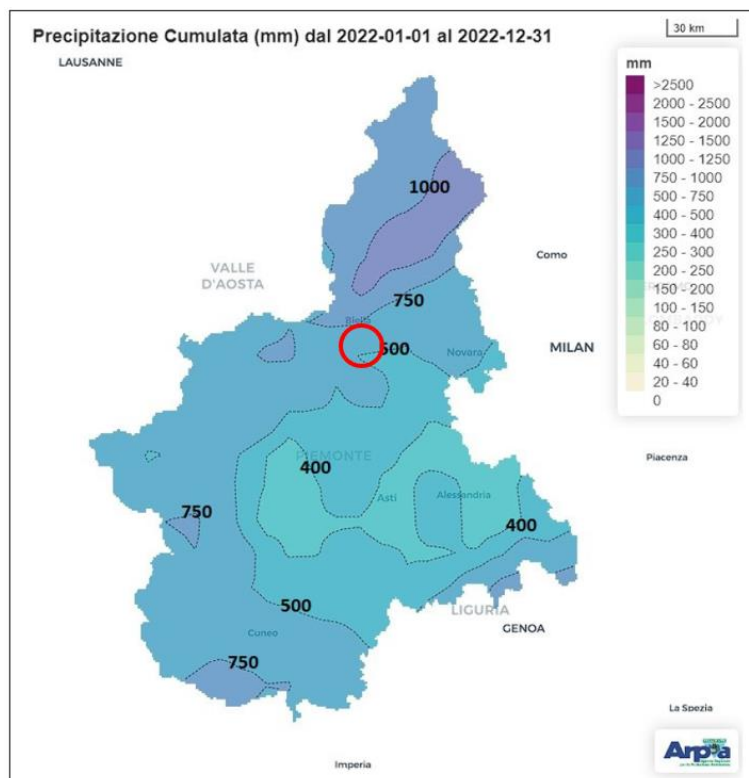 Precipitazione Cumulata (mm) dal 2022-01-01 al 2022-12-31
30 km
LAUSANNE
mm
>2500
2000 - 2500
1500 - 2000
1250 - 1500
1000 - 1250
750 - 1000
500 - 750
400 - 500
300 - 400
250 - 300
200 - 250
150 - 200
100 - 150
80 - 100
60 - 80
40 - 60
20 - 40
0
1000
VALLE
D'AOSTA
Como
750
Biella
500
Novara
MILAN
PIEMONTE
400
Piacenza
Asti
Alessandria
750
400
500
LIGURIA
GENOA
Cuneo
750
La Spezia
Arpa
Imperia